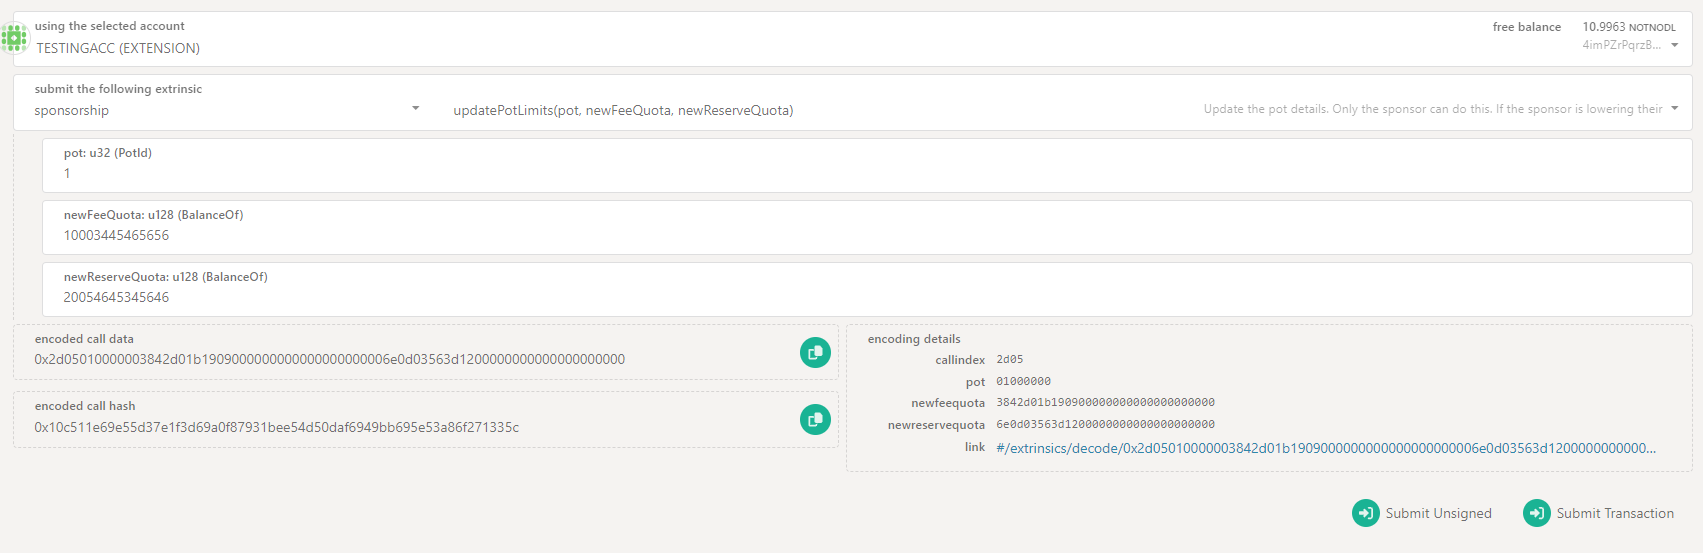 using the selected account
TESTINGACC (EXTENSION)
free balance 10.9963 NOTNODL
4imPZrPqrzB...
submit the following extrinsic
sponsorship
updatePotLimits(pot, newFeeQuota, newReserveQuota)
Update the pot details. Only the sponsor can do this. If the sponsor is lowering their
pot: u32 (PotId)
1
newFeeQuota: u128 (BalanceOf)
10003445465656
newReserveQuota: u128 (BalanceOf)
20054645345646
encoded call data
0x2d05010000003842d01b1909000000000000000000006e0d03563d1200000000000000000000
encoded call hash
0x10c511e69e55d37e1f3d69a0f87931bee54d50daf6949bb695e53a86f271335c
encoding details
callindex 2d05
pot 01000000
newfeequota 3842d01b190900000000000000000000
newreservequota 6e0d03563d1200000000000000000000
link #/extrinsics/decode/0x2d05010000003842d01b1909000000000000000000006e0d03563d1200000000000...
Submit Unsigned
Submit Transaction